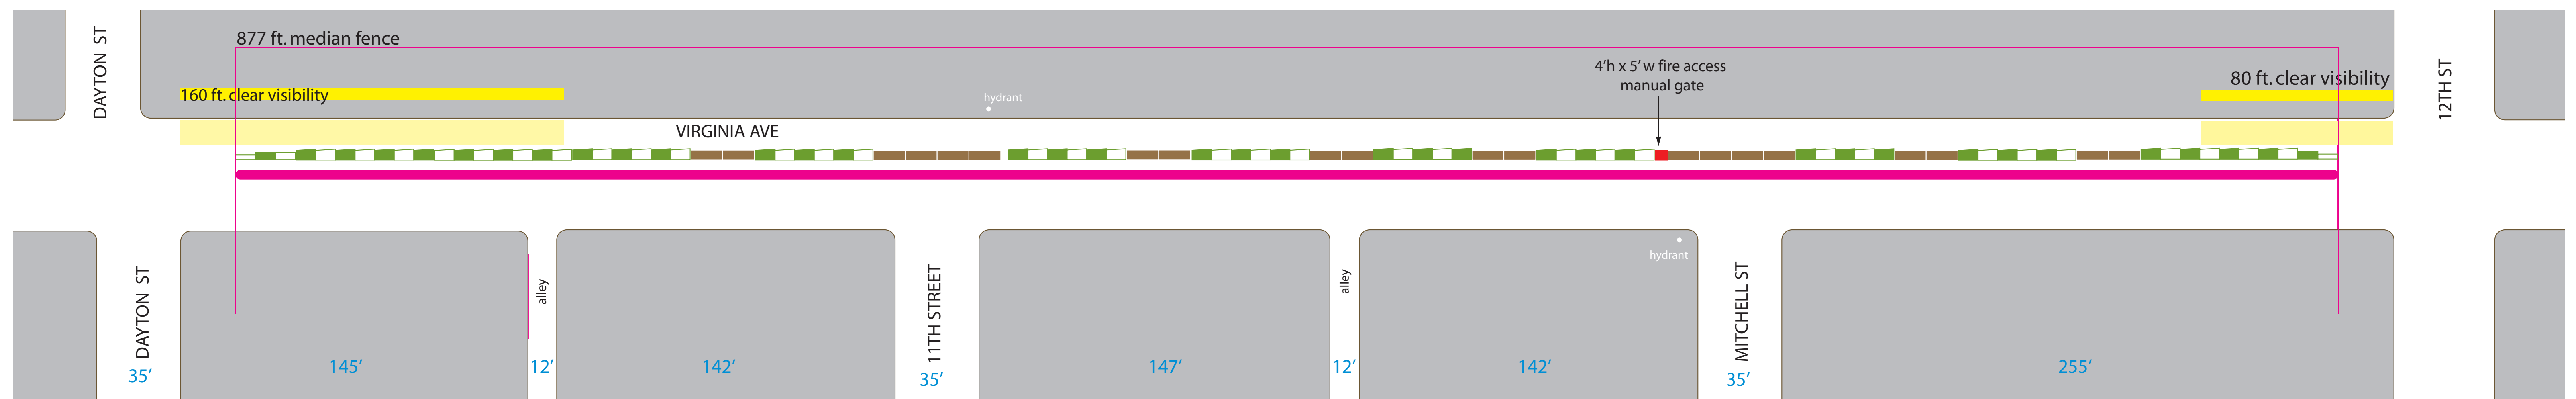 DAYTON ST
877 ft. median fence
160 ft. clear visibility
hydrant
VIRGINIA AVE
4’h x 5’ w fire access
manual gate
80 ft. clear visibility
12TH ST
DAYTON ST
35’
145’
alley
12’
142’
11TH STREET
35’
147’
alley
12’
hydrant
142’
MITCHELL ST
35’
255’